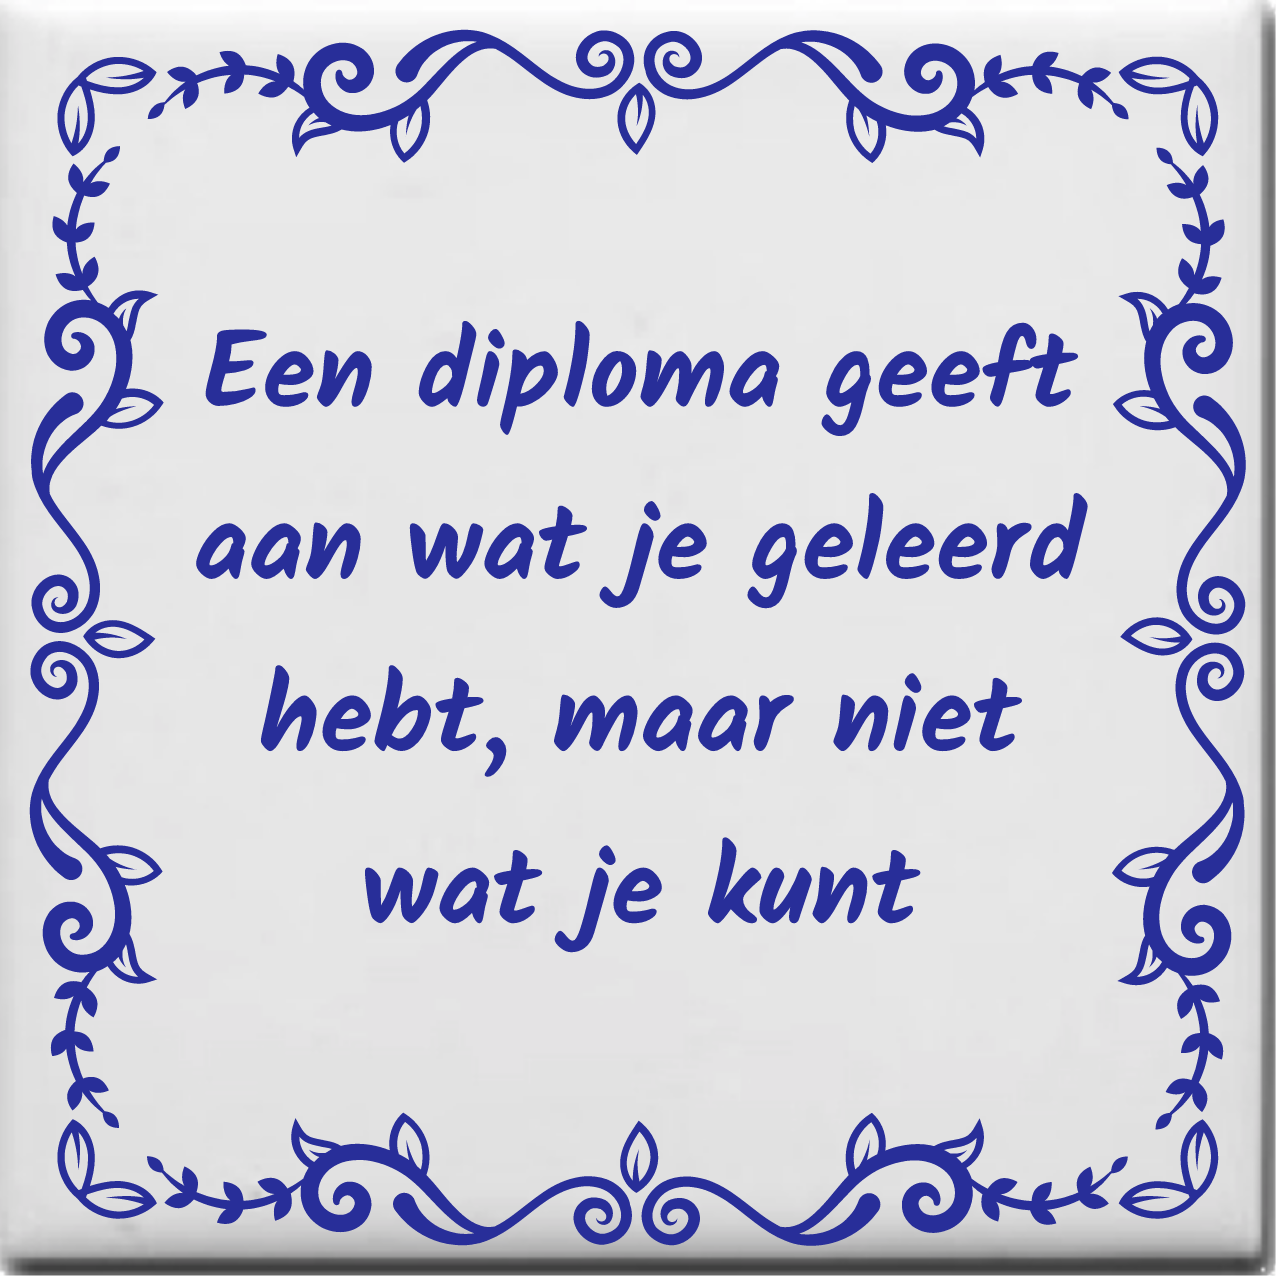 Een diploma geeft
aan wat je geleerd
hebt, maar niet
wat je kunt